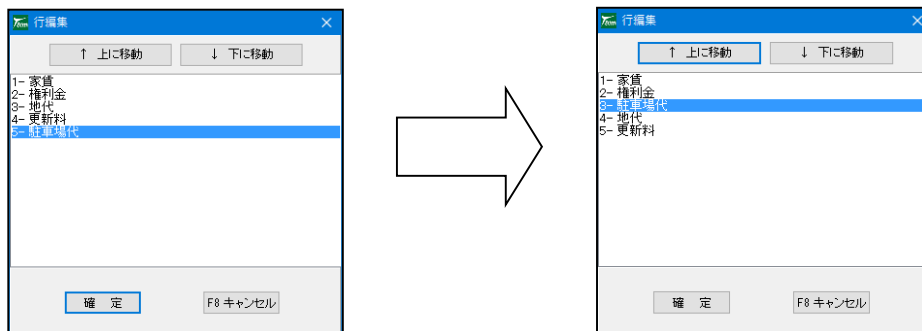 行編集
↑ 上に移動
↓ 下に移動
1- 家賃
2- 権利金
3- 地代
4- 更新料
5- 駐車場代
確 定
F8 キャンセル
行編集
↑ 上に移動
↓ 下に移動
1- 家賃
2- 権利金
3- 駐車場代
4- 地代
5- 更新料
確 定
F8 キャンセル